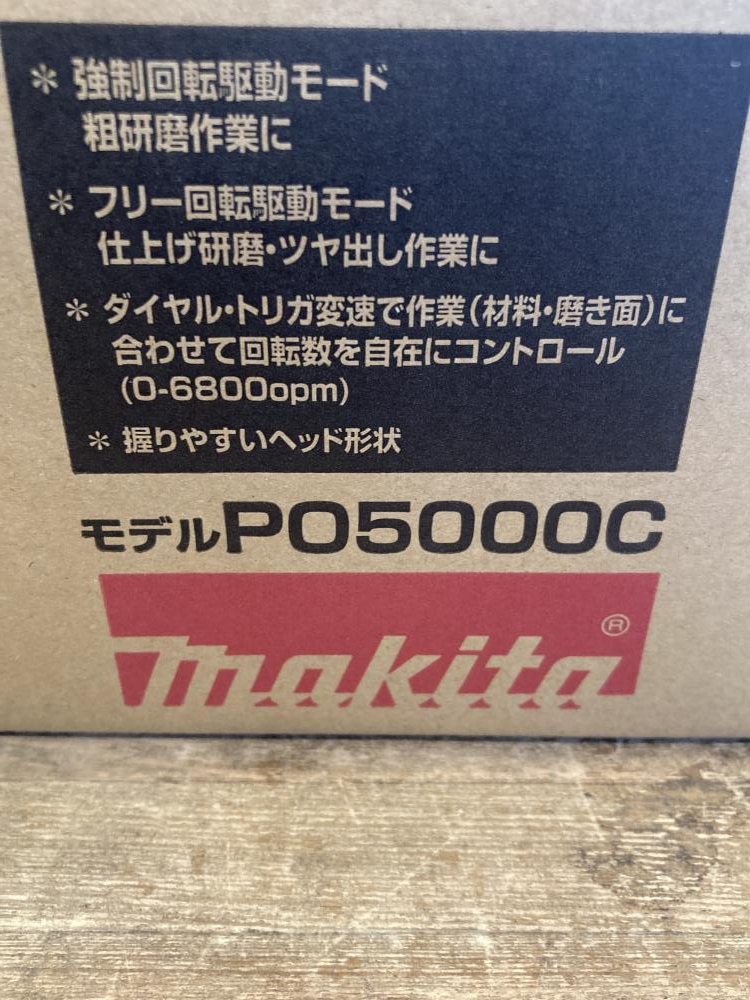 * 強制回転駆動モード
粗研磨作業に
* フリー回転駆動モード
仕上げ研磨・ツヤ出し作業に
* ダイヤル・トリガ変速で作業(材料・磨き面)に
合わせて回転数を自在にコントロール
(0-6800opm)
* 握りやすいヘッド形状
モデルPO5000C
makita®